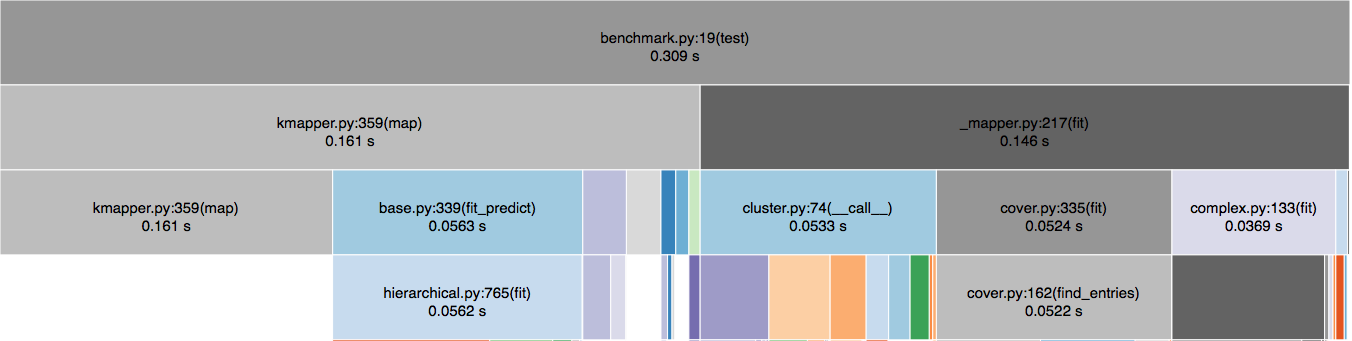 benchmark.py:19(test)
0.309 s
kmapper.py:359(map)
0.161 s
_mapper.py:217(fit)
0.146 s
kmapper.py:359(map)
0.161 s
base.py:339(fit_predict)
0.0563 s
cluster.py:74(__call__)
0.0533 s
cover.py:335(fit)
0.0524 s
complex.py:133(fit)
0.0369 s
hierarchical.py:765(fit)
0.0562 s
cover.py:162(find_entries)
0.0522 s